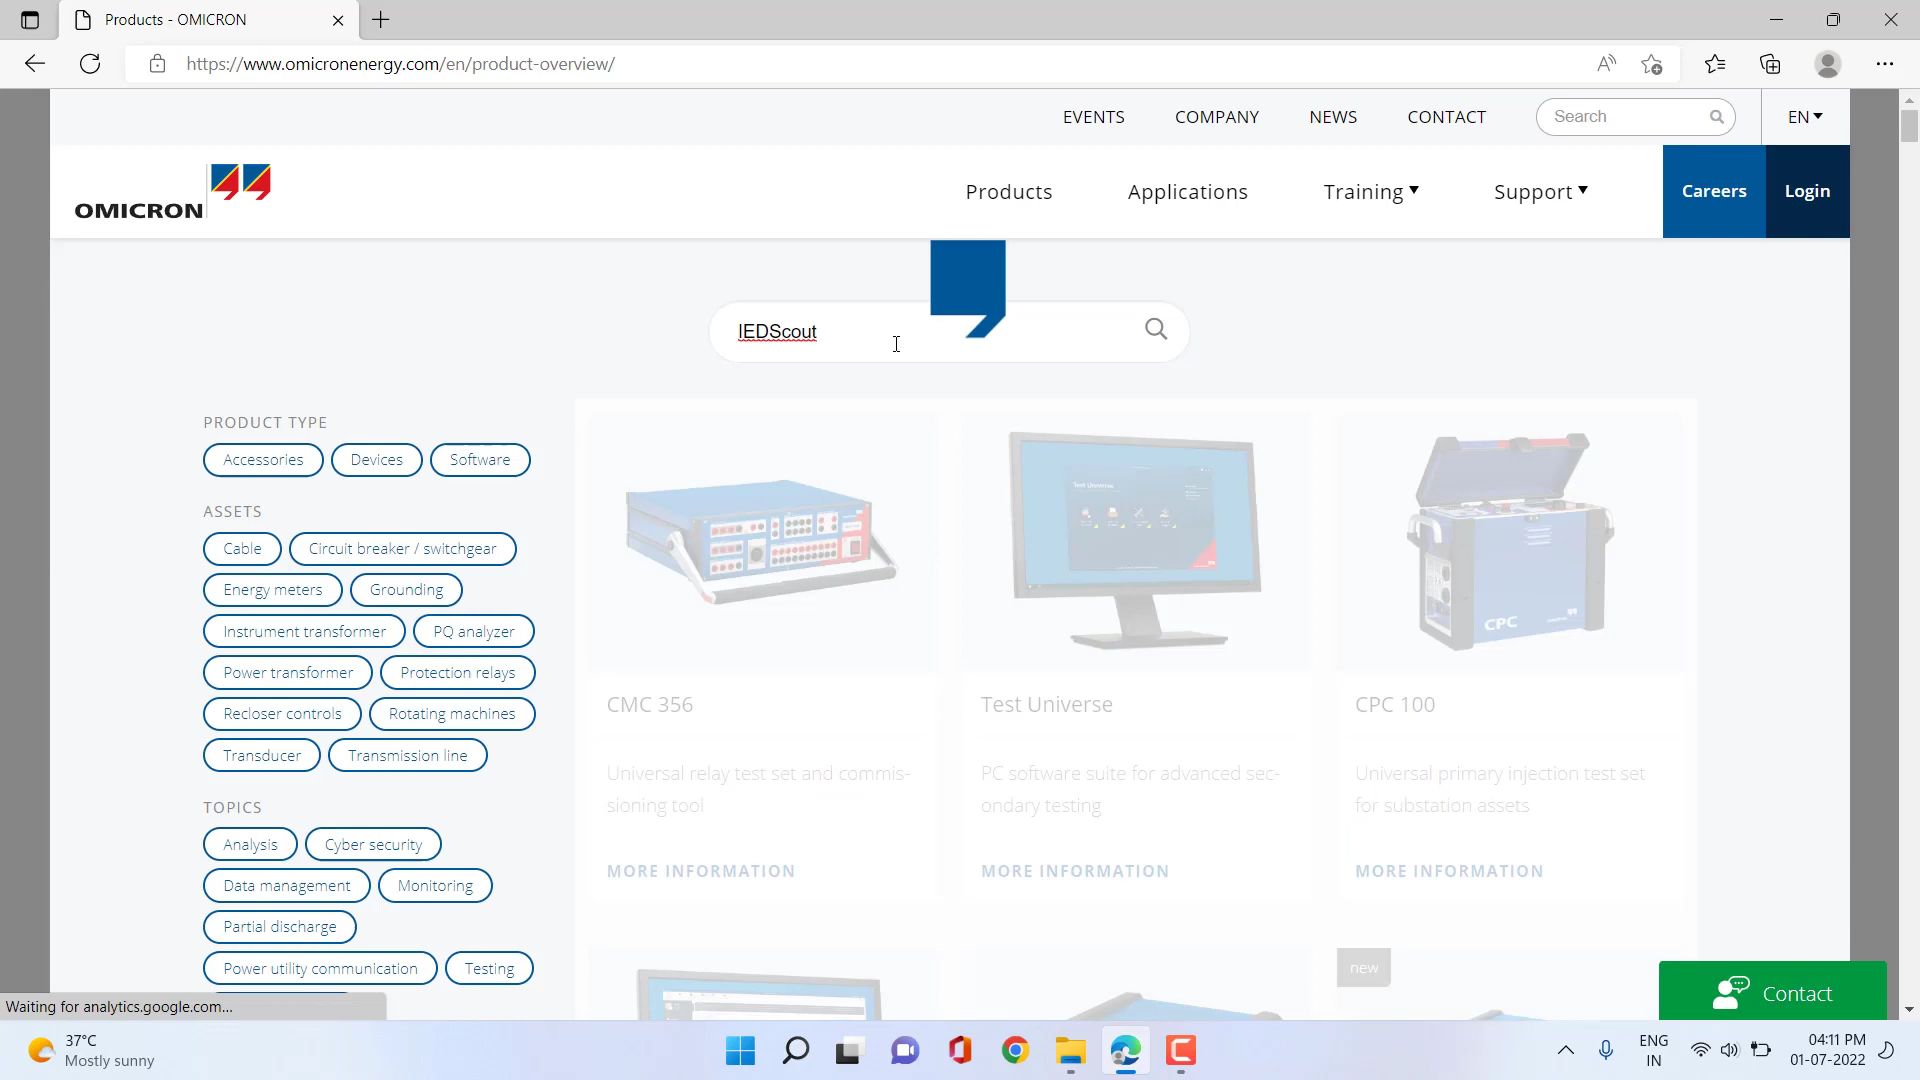 Products - OMICRON
https://www.omicronenergy.com/en/product-overview/
EVENTS COMPANY NEWS CONTACT Search EN
OMICRON
Products Applications Training Support Careers Login
IEDScout
PRODUCT TYPE
Accessories Devices Software
ASSETS
Cable Circuit breaker / switchgear
Energy meters Grounding
Instrument transformer PQ analyzer
Power transformer Protection relays
Recloser controls Rotating machines
Transducer Transmission line
TOPICS
Analysis Cyber security
Data management Monitoring
Partial discharge
Power utility communication Testing
Test Universe
CPC
CMC 356
Universal relay test set and commis-
sioning tool
MORE INFORMATION
Test Universe
PC software suite for advanced sec-
ondary testing
MORE INFORMATION
CPC 100
Universal primary injection test set
for substation assets
MORE INFORMATION
new
Contact
Waiting for analytics.google.com...
37°C
Mostly sunny
ENG
IN
04:11 PM
01-07-2022